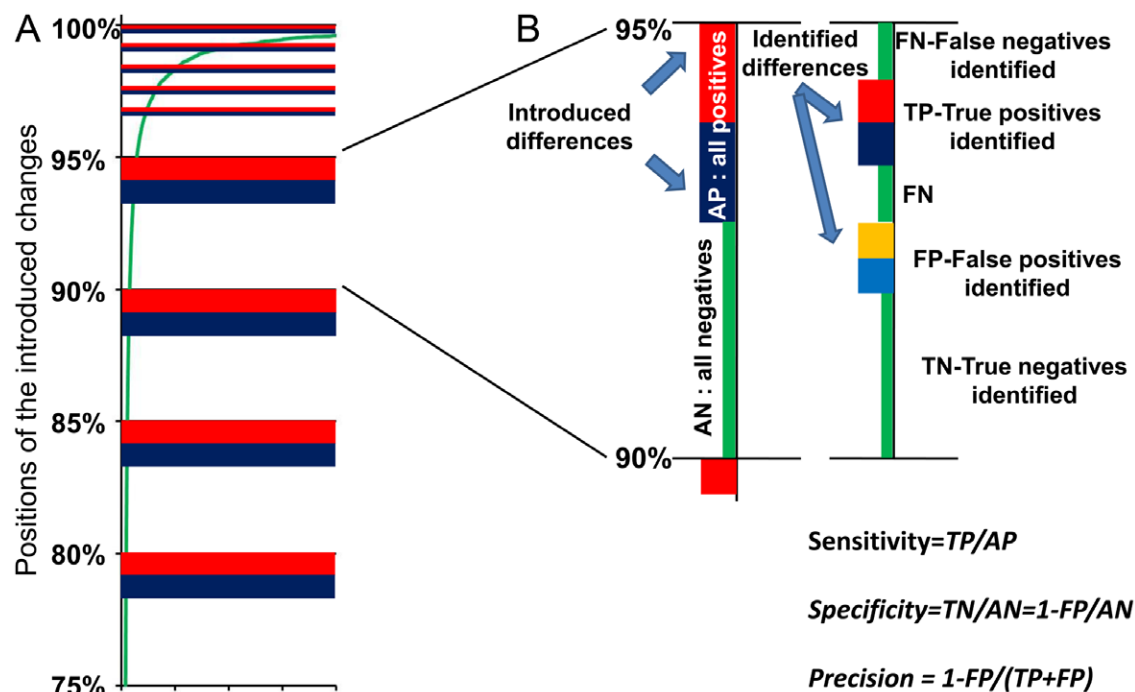 A
Positions of the introduced changes
100%
95%
90%
85%
80%
75%
B
95%
90%
Introduced
differences
AP : all positives
AN : all negatives
Identified
differences
FN-False negatives
identified
TP-True positives
identified
FN
FP-False positives
identified
TN-True negatives
identified
Sensitivity=TP/AP
Specificity=TN/AN=1-FP/AN
Precision = 1-FP/(TP+FP)